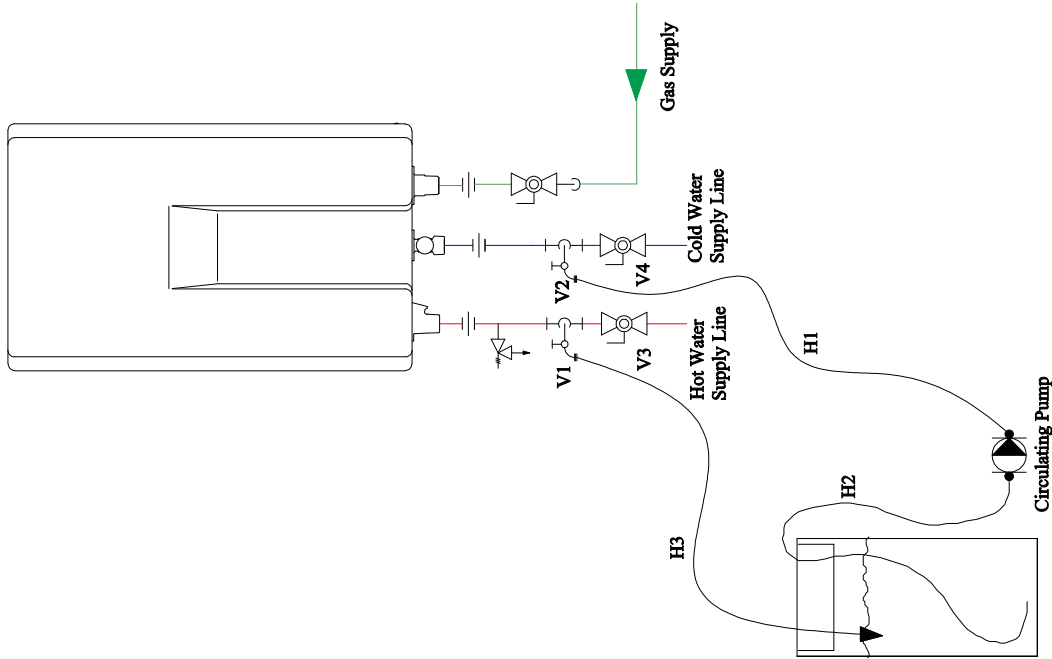 Gas Supply
Cold Water
Supply Line
V2
V4
V1
V3
Hot Water
Supply Line
H1
H2
H3
Circulating Pump